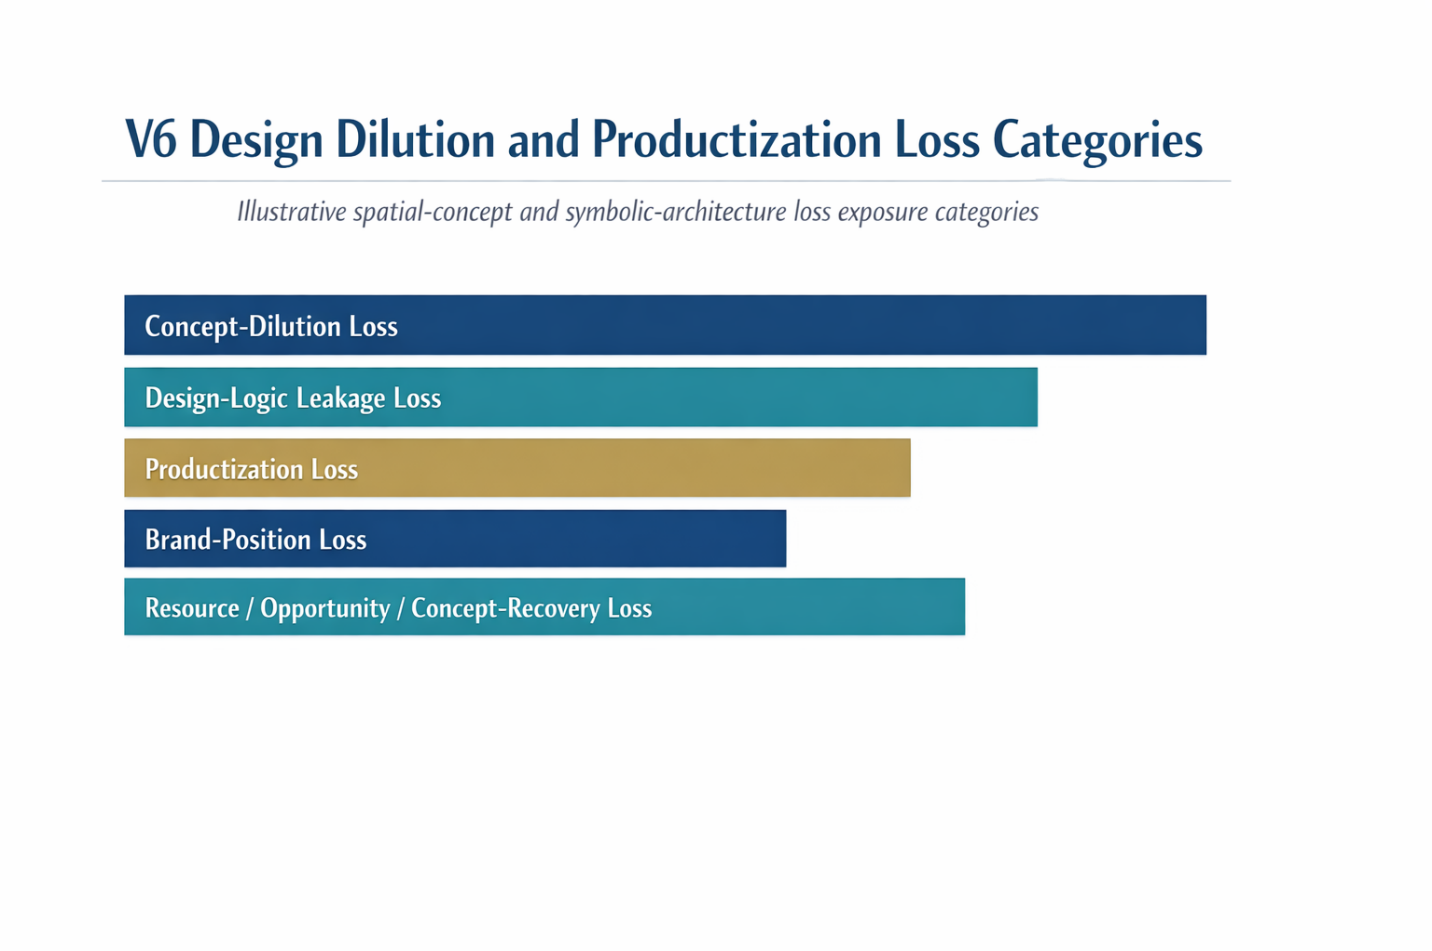 V6 Design Dilution and Productization Loss Categories
Illustrative spatial-concept and symbolic-architecture loss exposure categories
Concept-Dilution Loss
Design-Logic Leakage Loss
Productization Loss
Brand-Position Loss
Resource / Opportunity / Concept-Recovery Loss